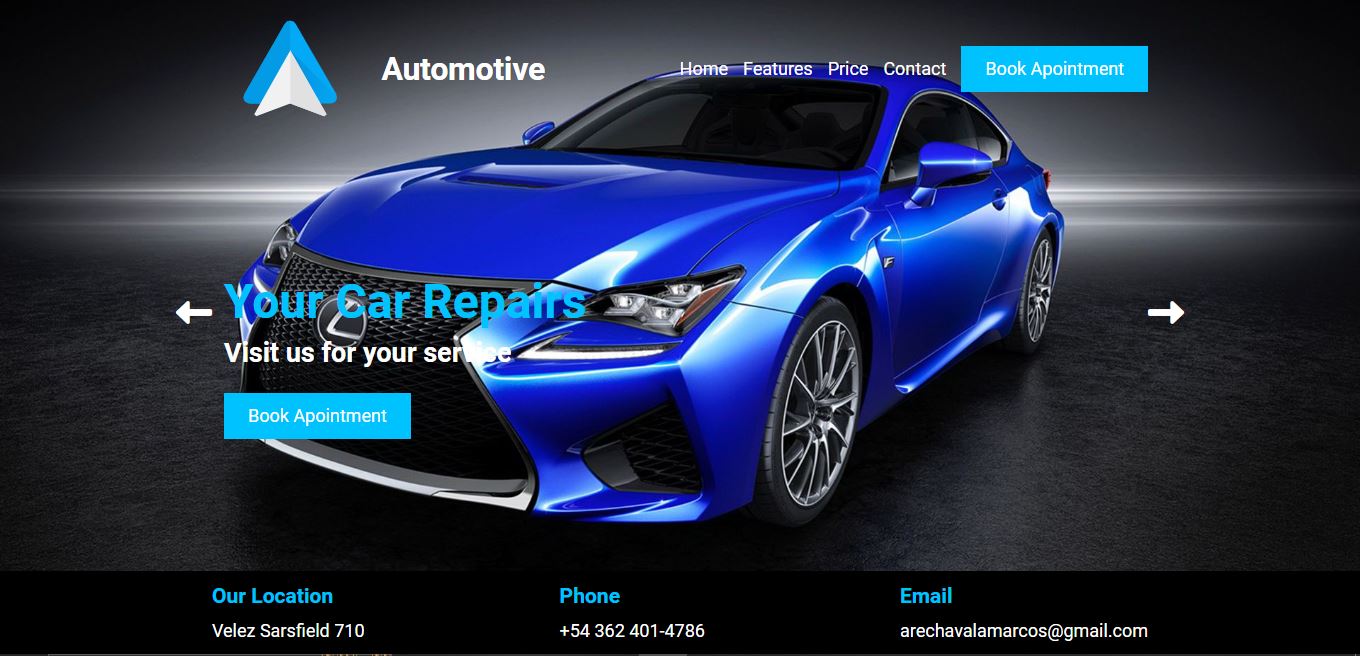 Automotive
Home Features Price Contact Book Apointment
Your Car Repairs
Visit us for your service
Book Apointment
Our Location Phone Email
Velez Sarsfield 710 +54 362 401-4786 arechavalamarcos@gmail.com